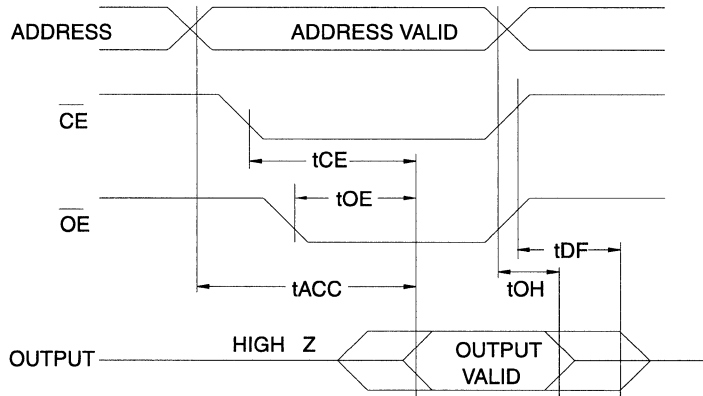 ADDRESS
ADDRESS VALID
CE
tCE
tOE
OE
tDF
tACC
tOH
HIGH Z
OUTPUT
OUTPUT
VALID